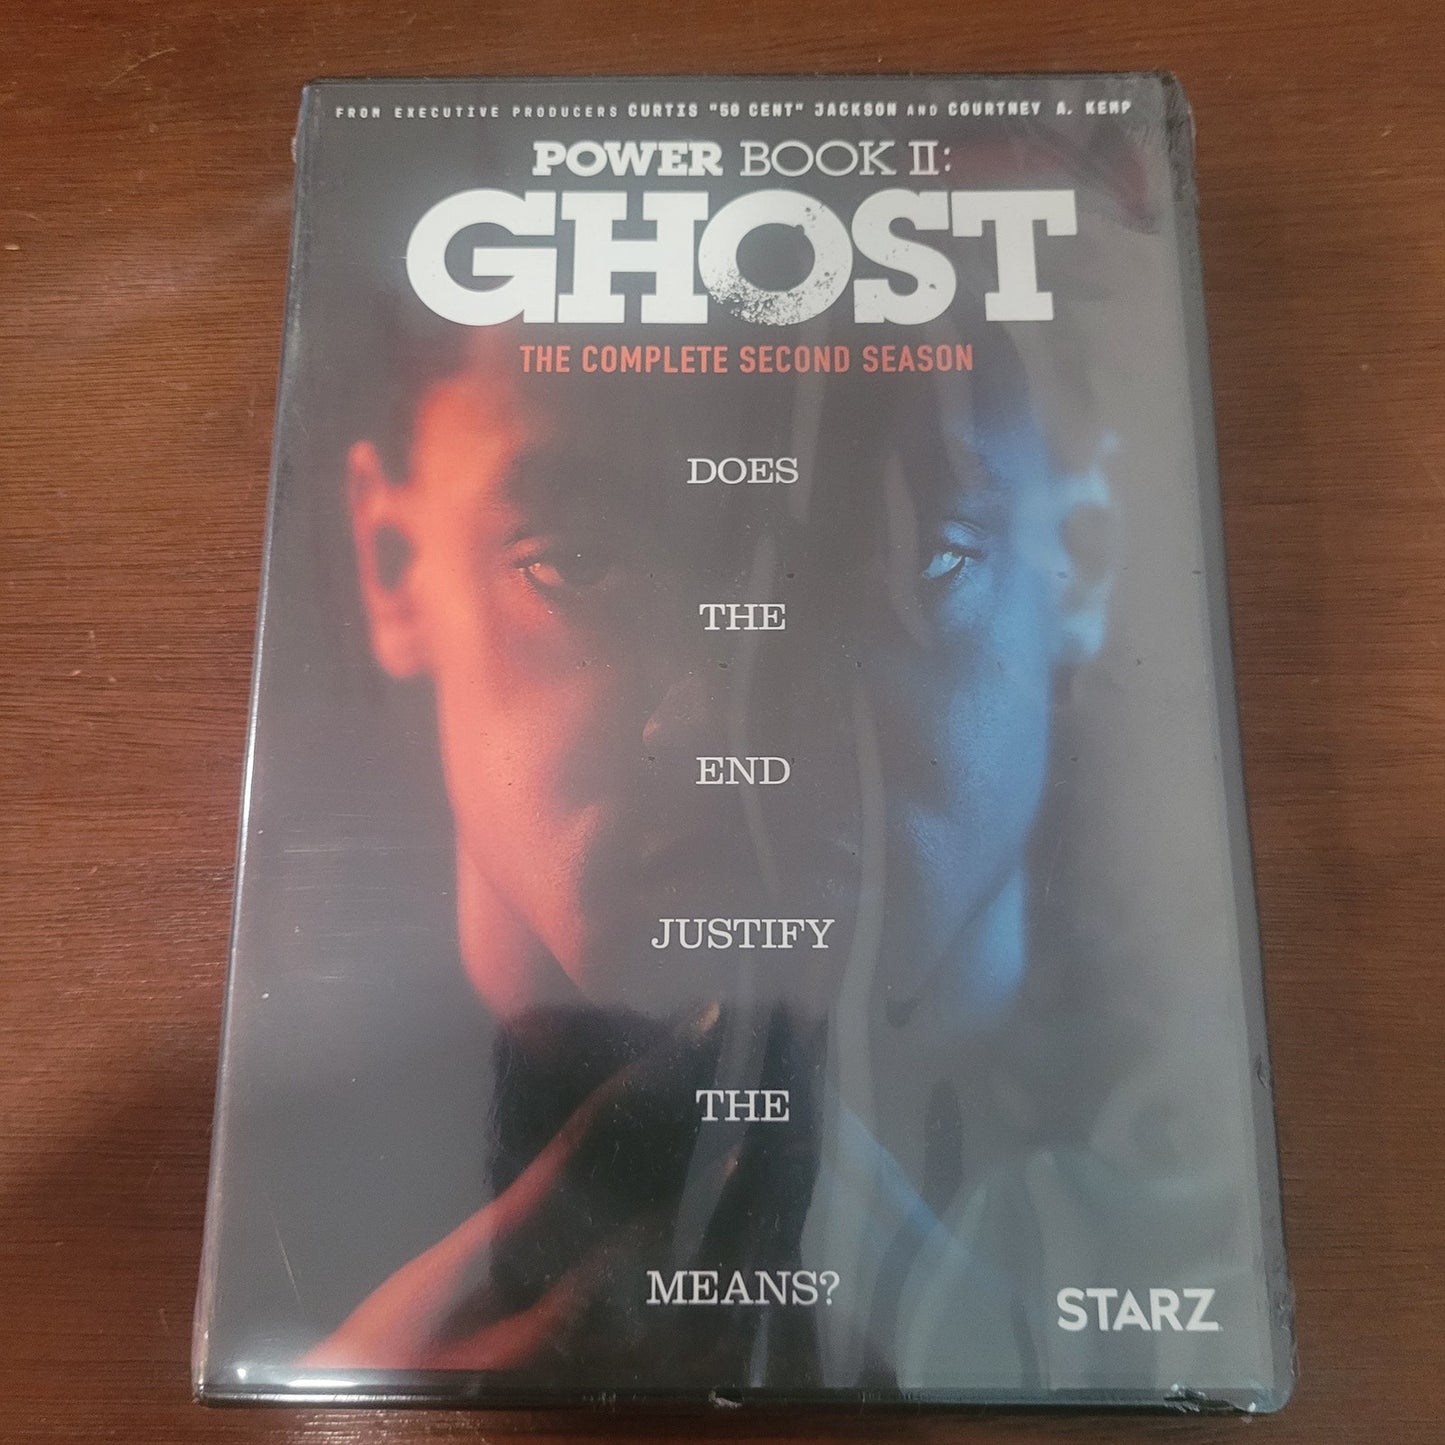 FROM EXECUTIVE PRODUCERS CURTIS "50 CENT" JACKSON AND COURTNEY A. KEMP
POWER BOOK II:
GHOST
THE COMPLETE SECOND SEASON
DOES
THE
END
JUSTIFY
THE
MEANS?
STARZ